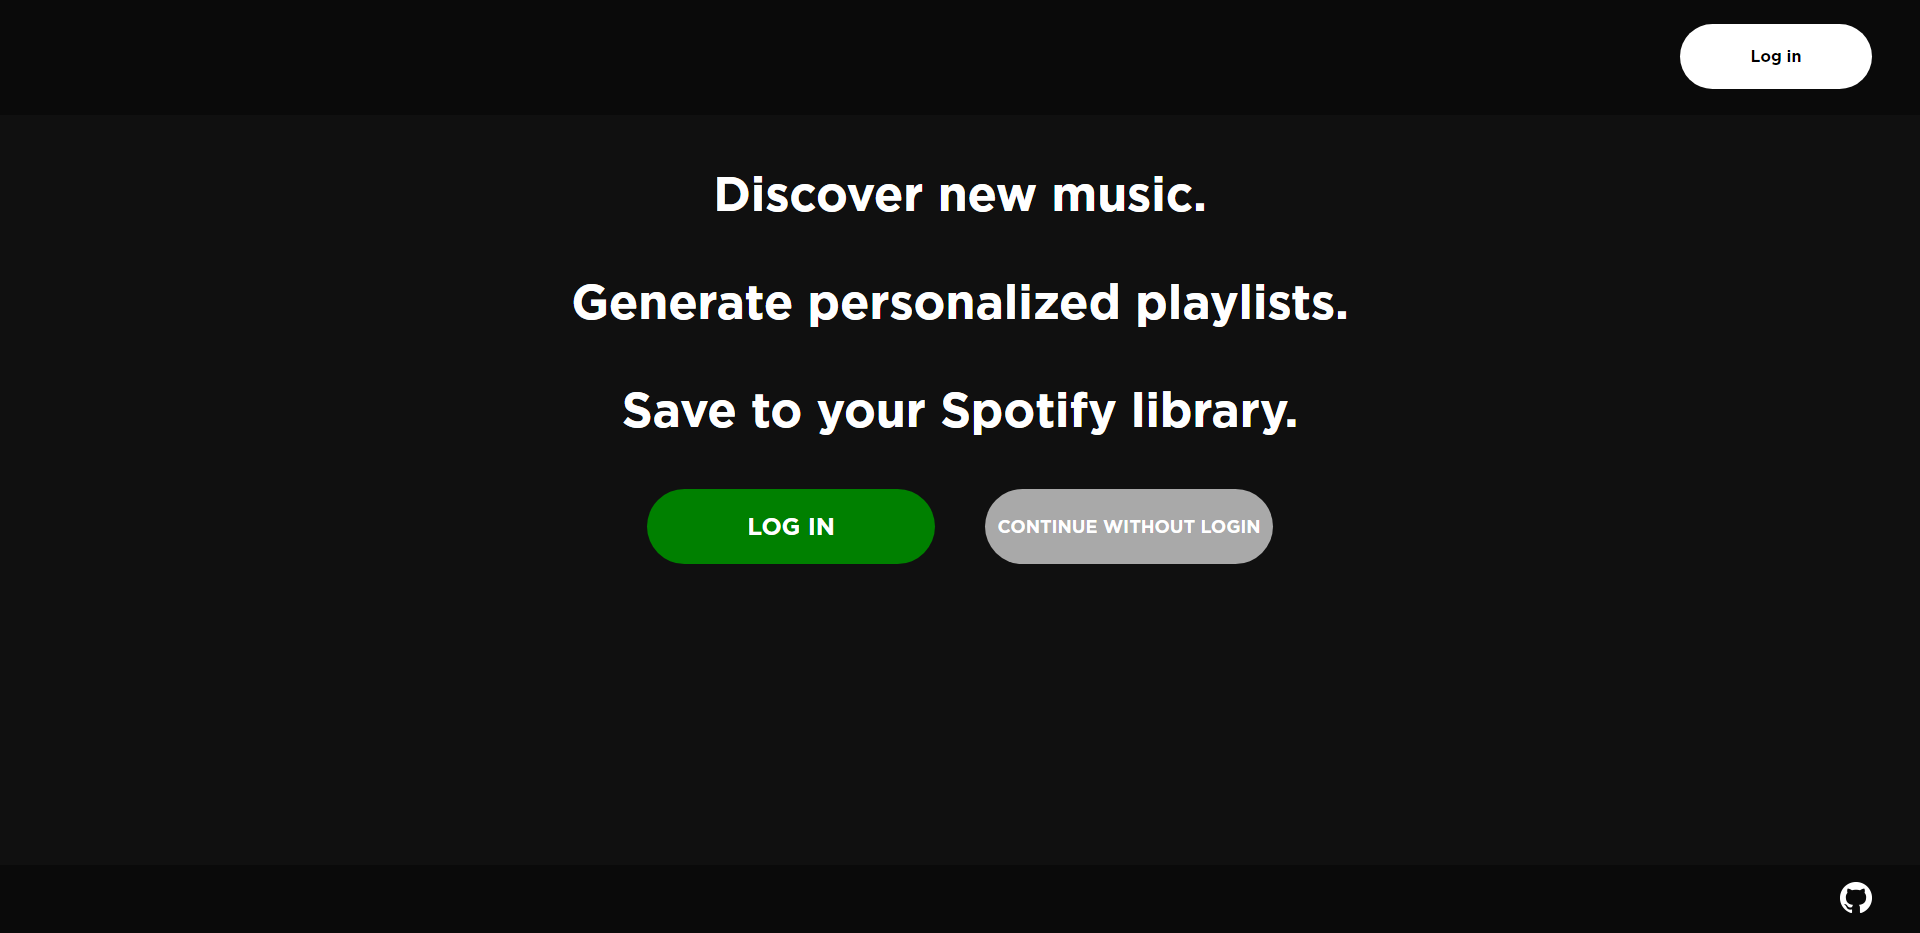 Log in
Discover new music.
Generate personalized playlists.
Save to your Spotify library.
LOG IN
CONTINUE WITHOUT LOGIN